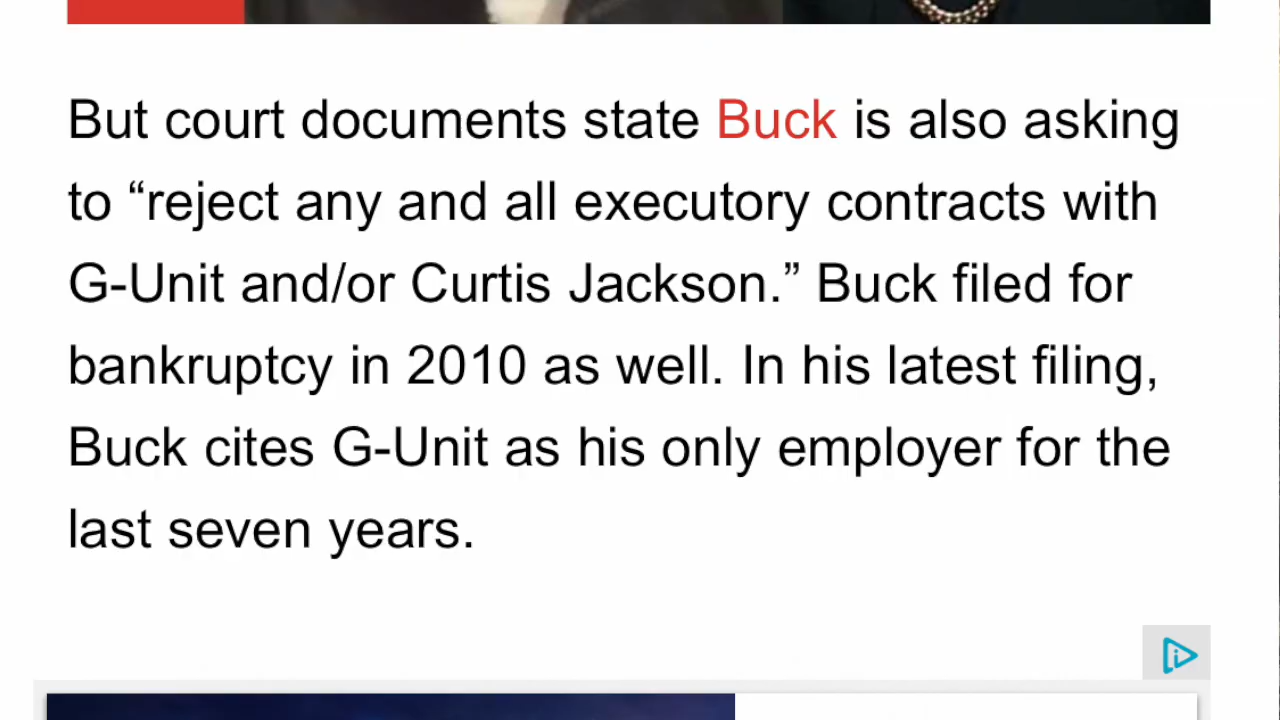 But court documents state Buck is also asking
to “reject any and all executory contracts with
G-Unit and/or Curtis Jackson.” Buck filed for
bankruptcy in 2010 as well. In his latest filing,
Buck cites G-Unit as his only employer for the
last seven years.